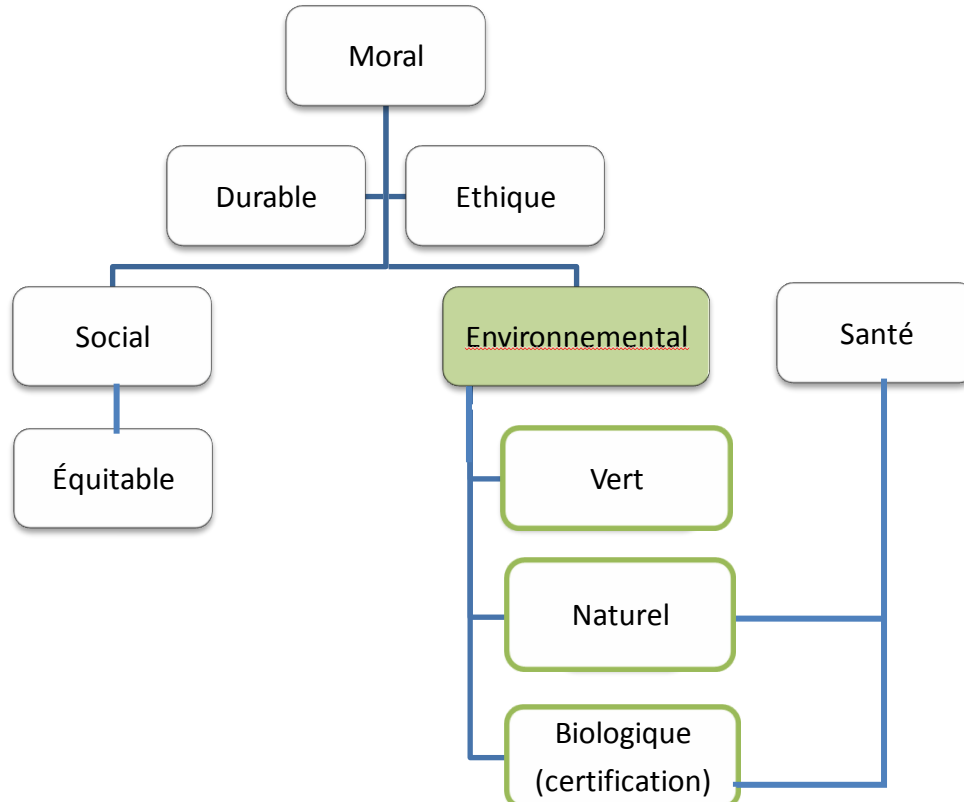 Moral
Durable
Ethique
Social
Environnemental
Santé
Équitable
Vert
Naturel
Biologique
(certification)